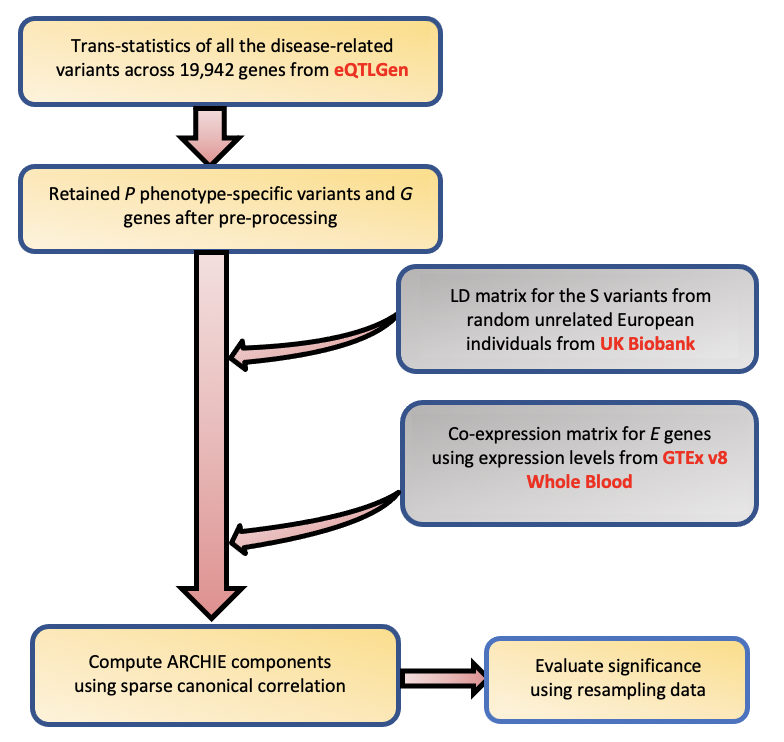 Trans-statistics of all the disease-related
variants across 19,942 genes from eQTLGen
Retained P phenotype-specific variants and G
genes after pre-processing
LD matrix for the S variants from
random unrelated European
individuals from UK Biobank
Co-expression matrix for E genes
using expression levels from GTEx v8
Whole Blood
Compute ARCHIE components
using sparse canonical correlation
Evaluate significance
using resampling data